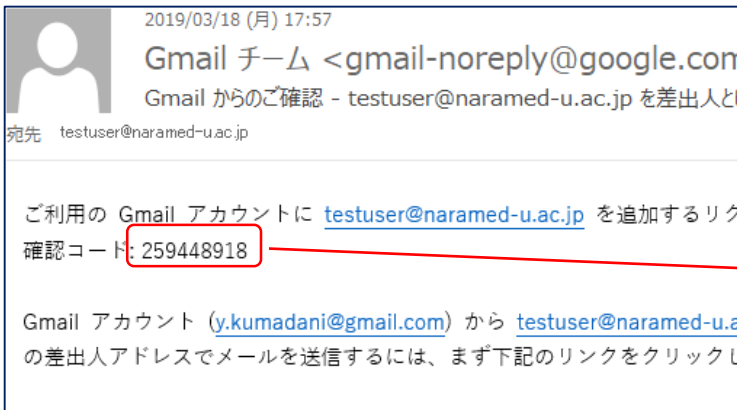 2019/03/18 (月) 17:57
Gmail チーム <gmail-noreply@google.com
Gmail からのご確認 - testuser@naramed-u.ac.jp を差出人と
宛先 testuser@naramed-u.ac.jp
ご利用の Gmail アカウントに testuser@naramed-u.ac.jp を追加するリク
確認コード: 259448918
Gmail アカウント (y.kumadani@gmail.com) から testuser@naramed-u.a
の差出人アドレスでメールを送信するには、まず下記のリンクをクリックし